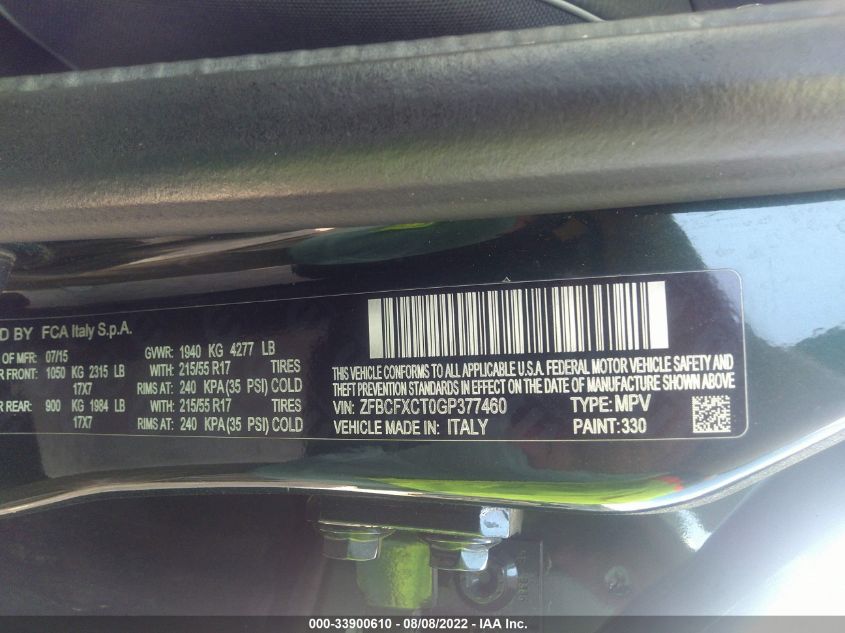 D BY FCA Italy S.p.A.
OF MFR: 07/15 GVWR: 1940 KG 4277 LB
R FRONT: 1050 KG 2315 LB WITH: 215/55 R17 TIRES
17X7 RIMS AT: 240 KPA(35 PSI) COLD
R REAR: 900 KG 1984 LB WITH: 215/55 R17 TIRES
17X7 RIMS AT: 240 KPA(35 PSI) COLD
THIS VEHICLE CONFORMS TO ALL APPLICABLE U.S.A. FEDERAL MOTOR VEHICLE SAFETY AND
THEFT PREVENTION STANDARDS IN EFFECT ON THE DATE OF MANUFACTURE SHOWN ABOVE.
VIN: ZFBCFXCT0GP377460 TYPE: MPV
VEHICLE MADE IN: ITALY PAINT: 330
000-33900610 - 08/08/2022 - IAA Inc.